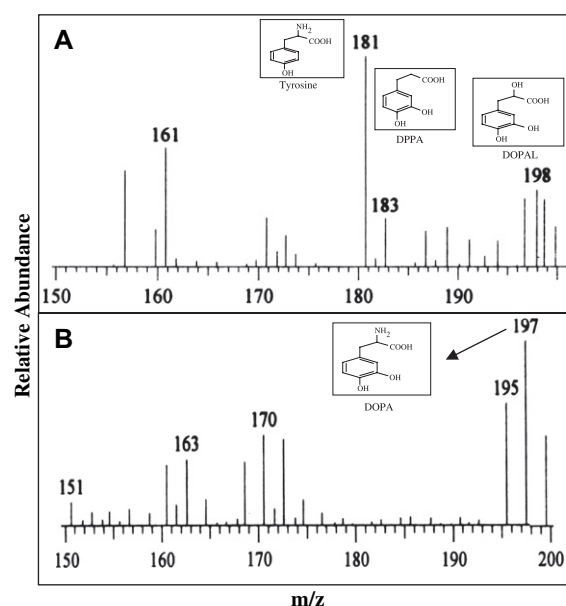 A
NH2
COOH
OH
Tyrosine
181
COOH
OH
OH
DPPA
OH
COOH
OH
OH
DOPAL
161
183
198
150 160 170 180 190
Relative Abundance
B
NH2
COOH
OH
OH
DOPA
197
195
170
163
151
150 160 170 180 190 200
m/z